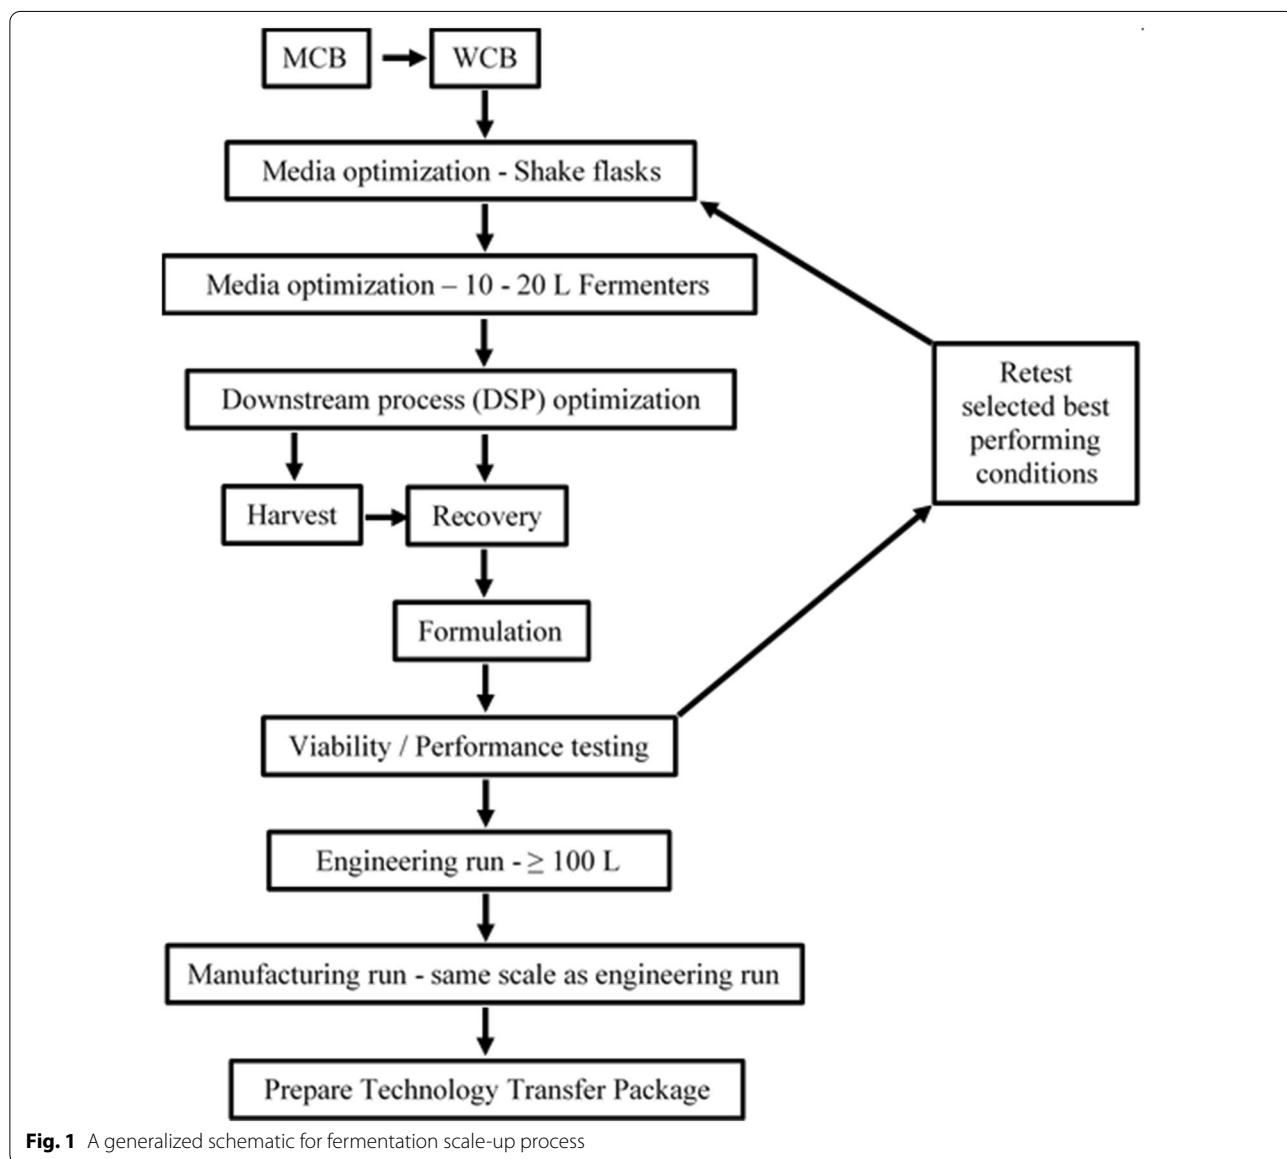 MCB
WCB
Media optimization - Shake flasks
Media optimization – 10 - 20 L Fermenters
Downstream process (DSP) optimization
Harvest
Recovery
Formulation
Viability / Performance testing
Engineering run - ≥ 100 L
Manufacturing run - same scale as engineering run
Prepare Technology Transfer Package
Retest
selected best
performing
conditions
Fig. 1 A generalized schematic for fermentation scale-up process